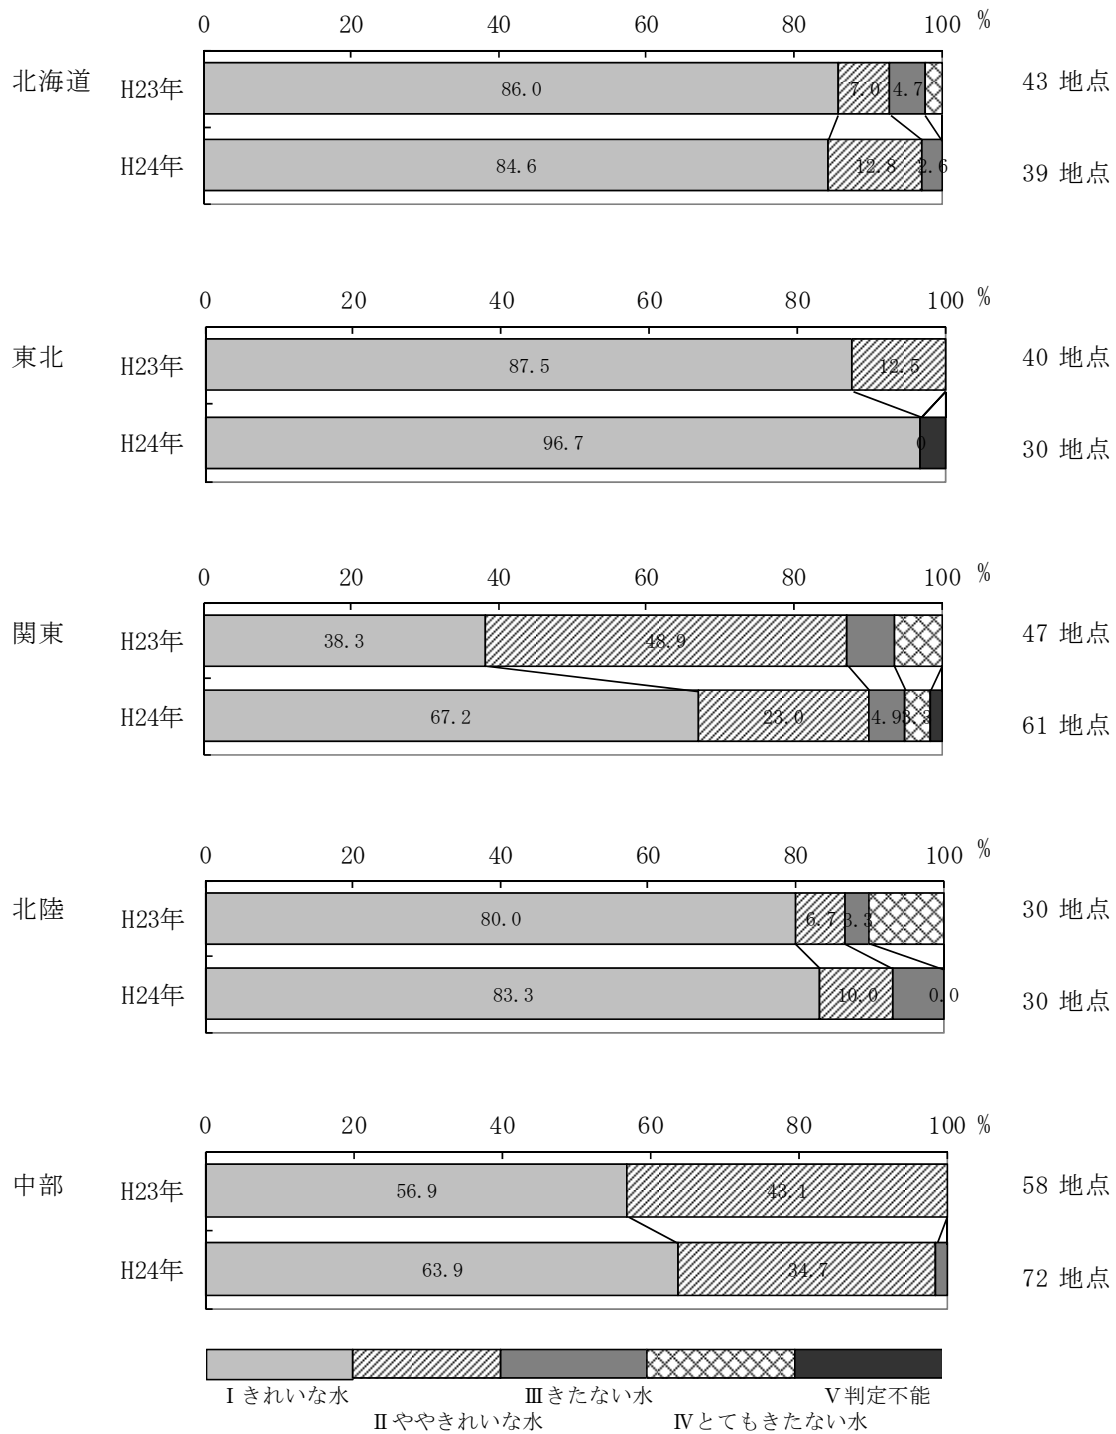 0 20 40 60 80 100 %
北海道 H23年 86.0 7.0 4.7 43 地点
H24年 84.6 12.8 2.6 39 地点
0 20 40 60 80 100 %
東北 H23年 87.5 12.5 40 地点
H24年 96.7 0 30 地点
0 20 40 60 80 100 %
関東 H23年 38.3 48.9 47 地点
H24年 67.2 23.0 4.9 3.3 61 地点
0 20 40 60 80 100 %
北陸 H23年 80.0 6.7 3.3 30 地点
H24年 83.3 10.0 0.0 30 地点
0 20 40 60 80 100 %
中部 H23年 56.9 43.1 58 地点
H24年 63.9 34.7 72 地点
Ⅰきれいな水 Ⅲきたない水 Ⅴ判定不能
Ⅱややきれいな水 Ⅳとてもきたない水